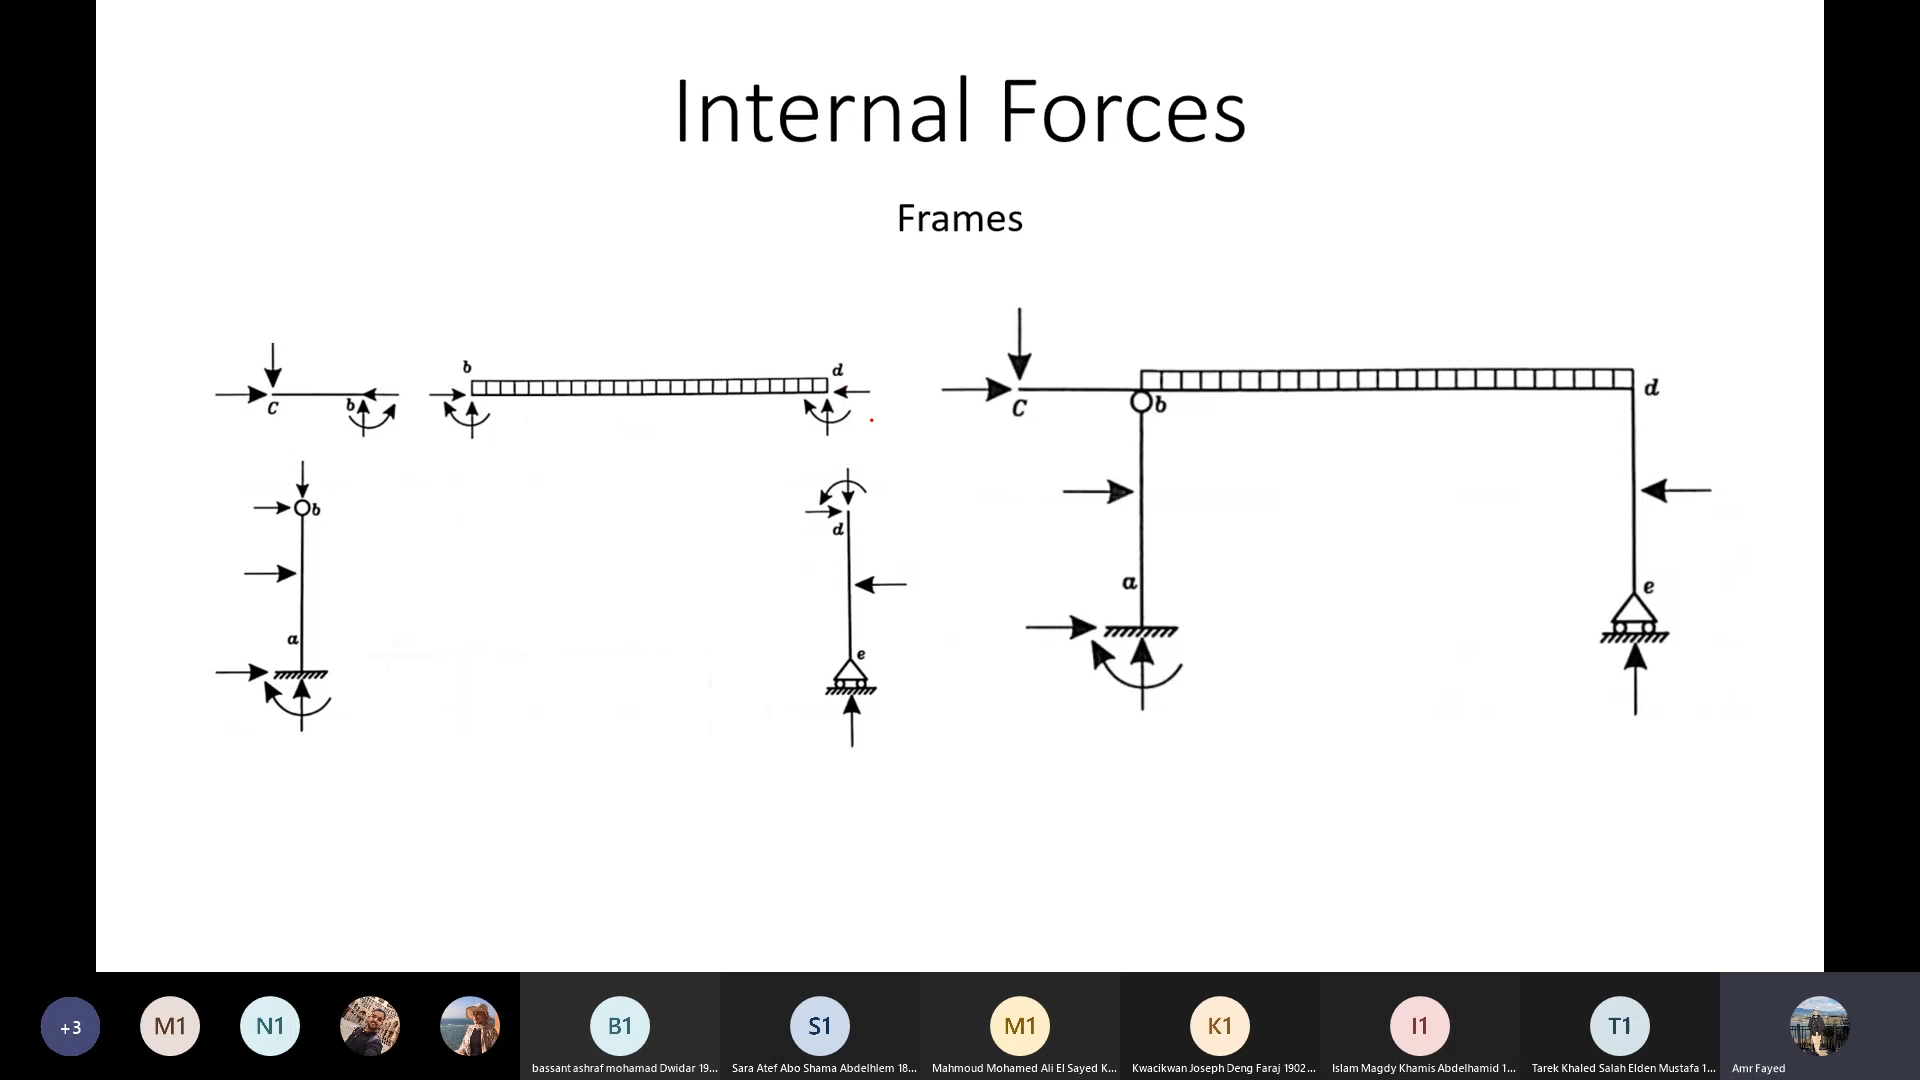 Internal Forces
Frames
C
b
b
d
C
b
d
b
d
a
e
a
e
+3
M1
N1
B1
S1
M1
K1
I1
T1
bassant ashraf mohamad Dwidar 19...
Sara Atef Abo Shama Abdelhlem 18...
Mahmoud Mohamed Ali El Sayed K...
Kwacikwan Joseph Deng Faraj 1902...
Islam Magdy Khamis Abdelhamid 1...
Tarek Khaled Salah Elden Mustafa 1...
Amr Fayed